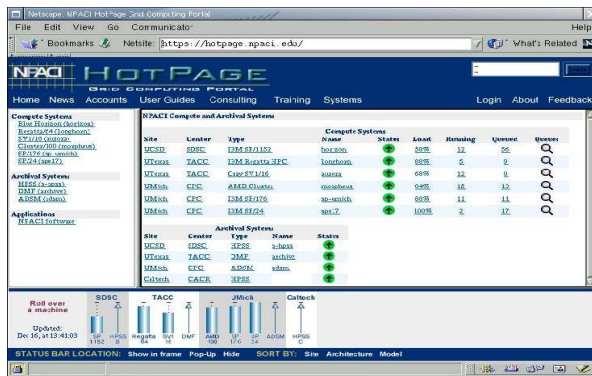 Netscape: NPACI HotPage Grid Computing Portal
File Edit View Go Communicator Help
Bookmarks Netsite: https://hotpage.npaci.edu/ What's Related
NPACI HOTPAGE
GRID COMPUTING PORTAL
Home News Accounts User Guides Consulting Training Systems Login About Feedback
Compute Systems
Blue Horizon (horizon)
Regatta/64 (longhorn)
SV1/16 (aurora)
Cluster/100 (morpheus)
SP/176 (sp-umich)
SP/24 (spc17)
Archival Systems
HPSS (s-hpss)
DMF (archive)
ADSM (adsm)
Applications
NPACI Software
NPACI Compute and Archival Systems
Compute Systems
Site Center Type Name Status Load Running Queued Queues
UCSD SDSC IBM SP/1152 horizon 58% 12 56
UTexas TACC IBM Regatta HPC longhorn 88% 5 9
UTexas TACC Cray SV1/16 aurora 68% 12 0
UMich CPC AMD Cluster morpheus 94% 15 13
UMich CPC IBM SP/176 sp-umich 88% 11 11
UMich CPC IBM SP/24 100% 2 17
Archival Systems
Site Center Type Name Status
UCSD SDSC HPSS s-hpss
UTexas TACC DMF archive
UMich CPC ADSM adsm
Caltech CACR HPSS
Roll over
a machine
Updated:
Dec 16, at 13:41:03
SDSC TACC UMich Caltech
SP HPSS Regatta SV1 DMF AMD SP SP ADSM HPSS
1152 S 64 16 100 176 24 C
STATUS BAR LOCATION: Show in frame Pop-Up Hide SORT BY: Site Architecture Model